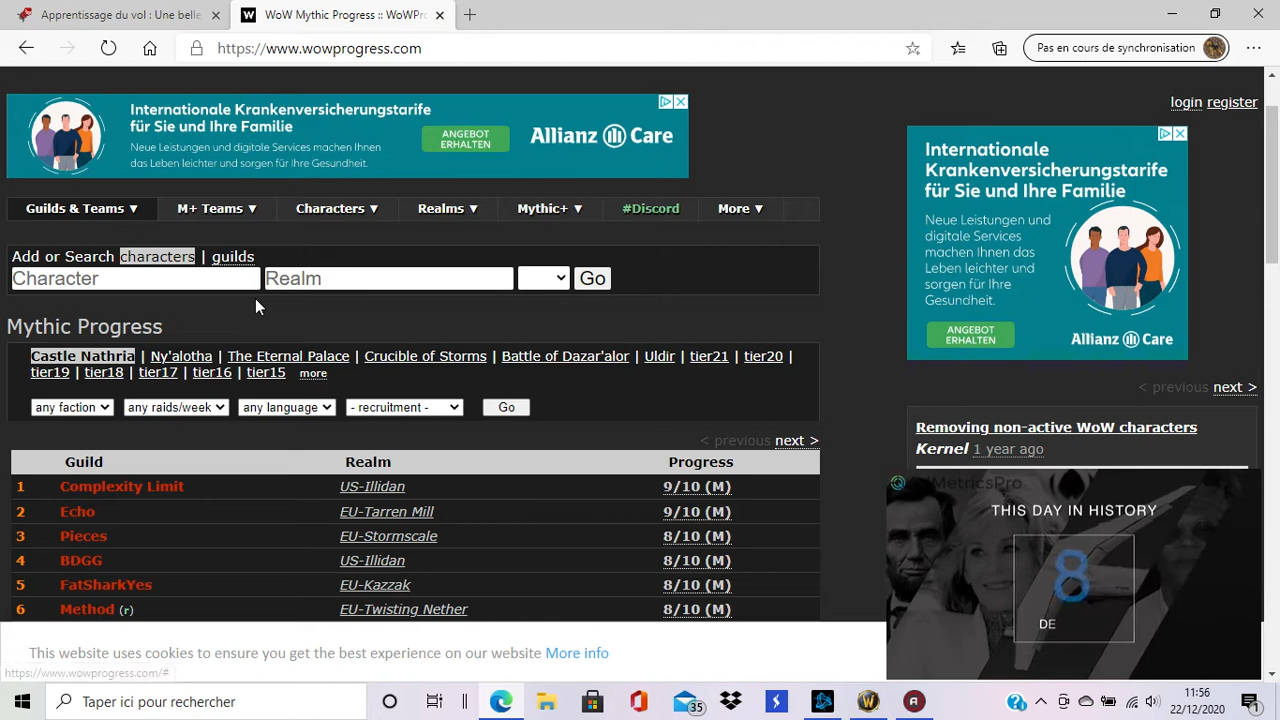 Apprentissage du vol : Une belle
WoW Mythic Progress :: WoWPr
https://www.wowprogress.com
Pas en cours de synchronisation
login register
Internationale Krankenversicherungstarife
für Sie und Ihre Familie
Neue Leistungen und digitale Services machen Ihnen
das Leben leichter und sorgen für Ihre Gesundheit.
ANGEBOT
ERHALTEN
Allianz Care
Internationale
Krankenversicherungstarife
für Sie und Ihre Familie
Neue Leistungen und
digitale Services
machen Ihnen das
Leben leichter und
sorgen für Ihre
Gesundheit.
ANGEBOT
ERHALTEN
Allianz Care
Guilds & Teams M+ Teams Characters Realms Mythic+ #Discord More
Add or Search characters | guilds
Character Realm Go
Mythic Progress
Castle Nathria | Ny'alotha | The Eternal Palace | Crucible of Storms | Battle of Dazar'alor | Uldir | tier21 | tier20 |
tier19 | tier18 | tier17 | tier16 | tier15 more
any faction any raids/week any language - recruitment - Go
< previous next >
< previous next >
Removing non-active WoW characters
Kernel 1 year ago
Guild Realm Progress
1 Complexity Limit US-Illidan 9/10 (M)
2 Echo EU-Tarren Mill 9/10 (M)
3 Pieces EU-Stormscale 8/10 (M)
4 BDGG US-Illidan 8/10 (M)
5 FatSharkYes EU-Kazzak 8/10 (M)
6 Method (r) EU-Twisting Nether 8/10 (M)
THIS DAY IN HISTORY
8
DE
This website uses cookies to ensure you get the best experience on our website More info
https://www.wowprogress.com/#
Taper ici pour rechercher
35
11:56
22/12/2020
1